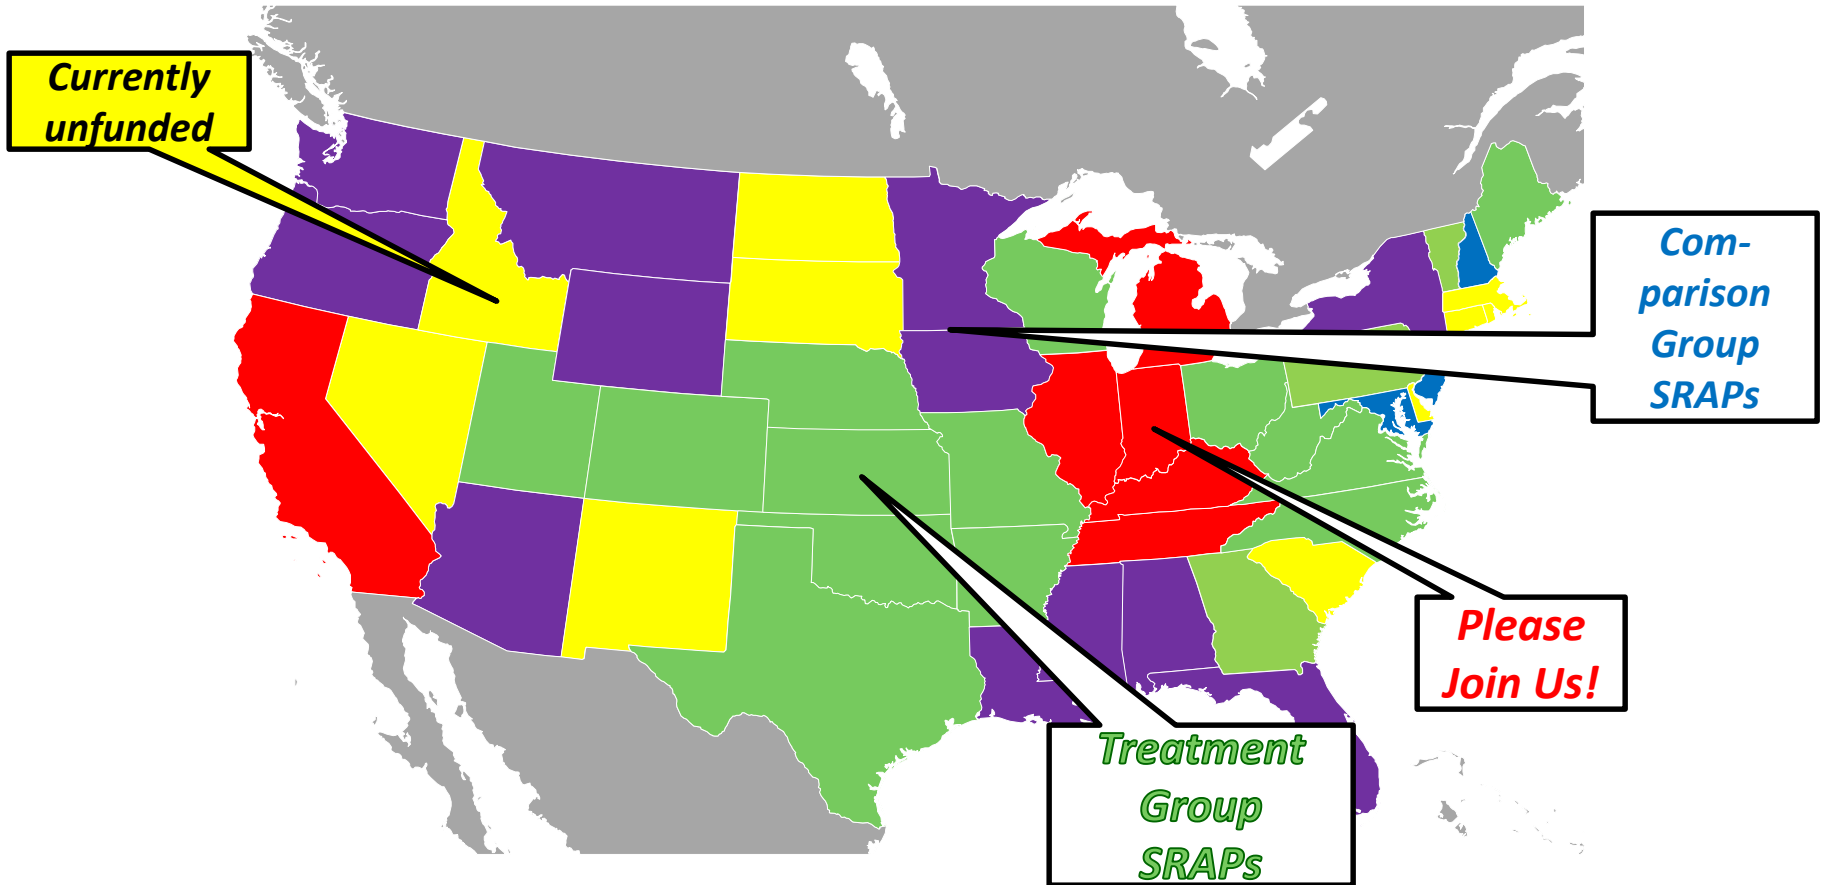 Currently
unfunded
Com-
parison
Group
SRAPs
Please
Join Us!
Treatment
Group
SRAPs